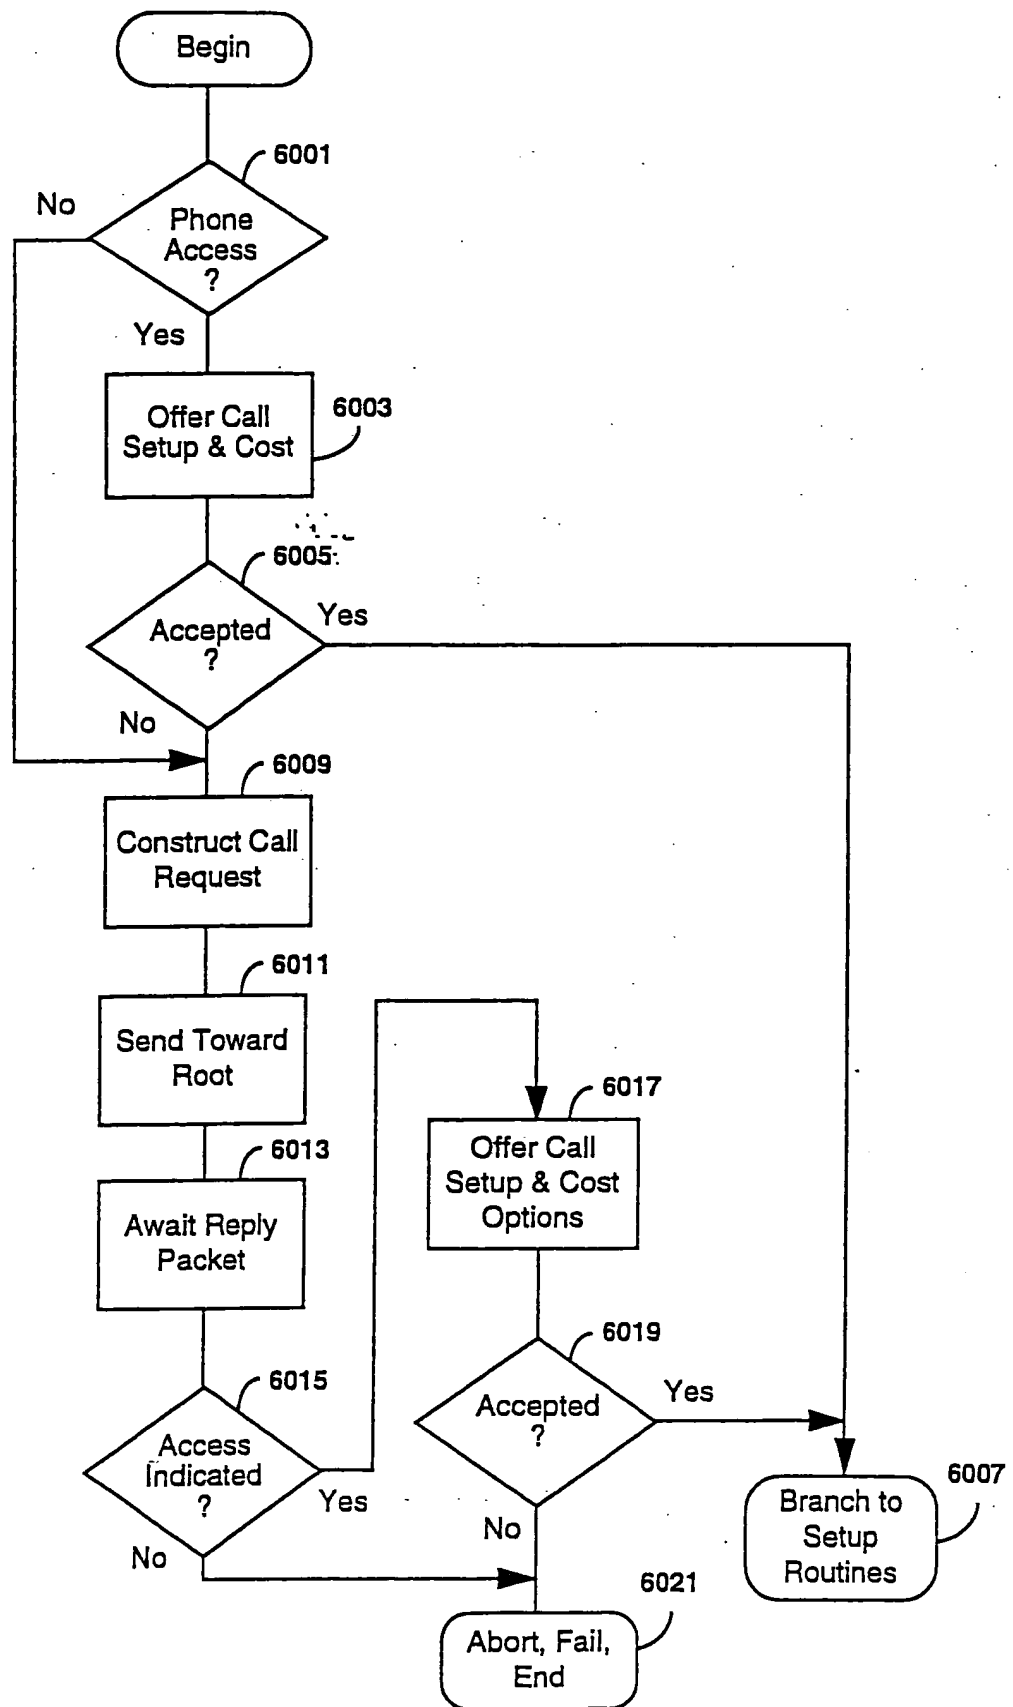 Begin
6001
No
Phone
Access
?
Yes
Offer Call
Setup & Cost
6003
6005
Yes
Accepted
?
No
6009
Construct Call
Request
6011
Send Toward
Root
6017
Offer Call
Setup & Cost
Options
6013
Await Reply
Packet
6019
6015
Accepted
?
Yes
Access
Indicated
?
Yes
No
No
6007
Branch to
Setup
Routines
6021
Abort, Fail,
End